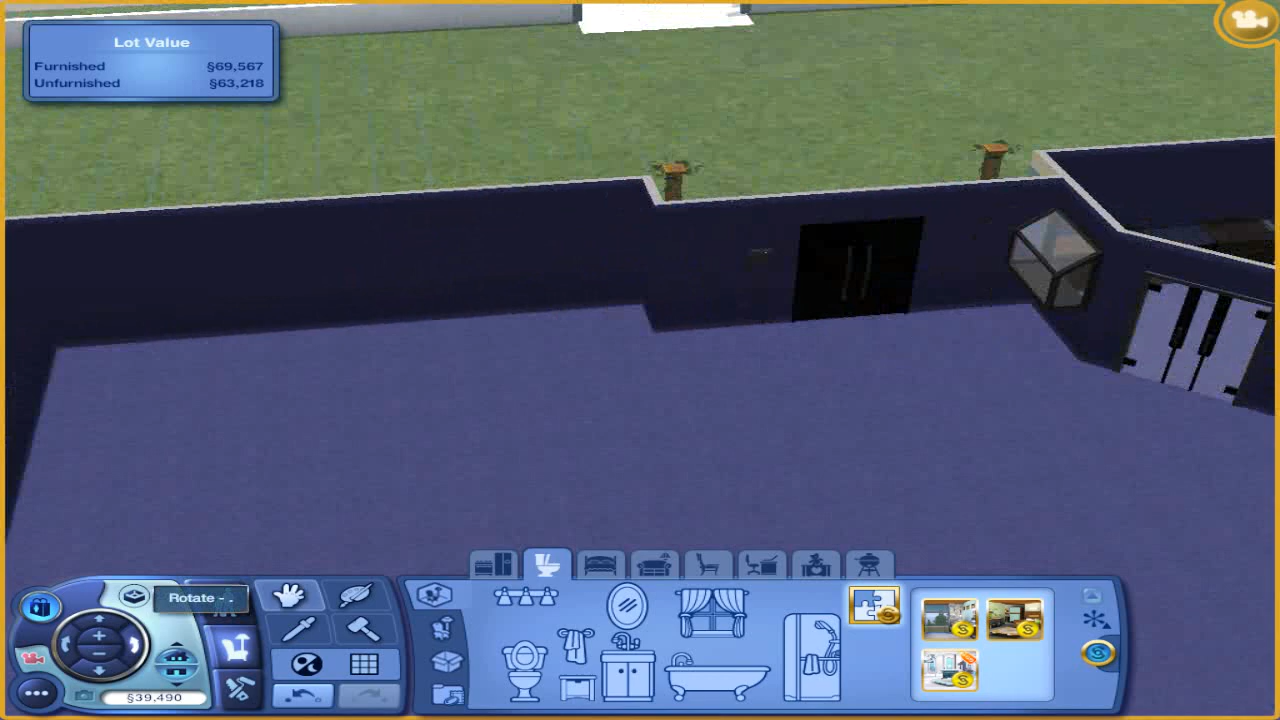 Lot Value
Furnished §69,567
Unfurnished §63,218
Rotate - .
§39,490